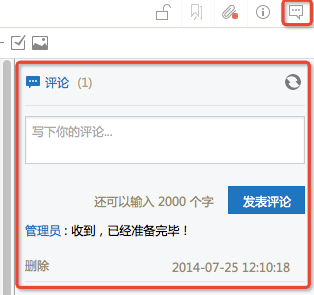 评论 (1)
写下你的评论...
还可以输入 2000 个字 发表评论
管理员 : 收到，已经准备完毕！
删除 2014-07-25 12:10:18